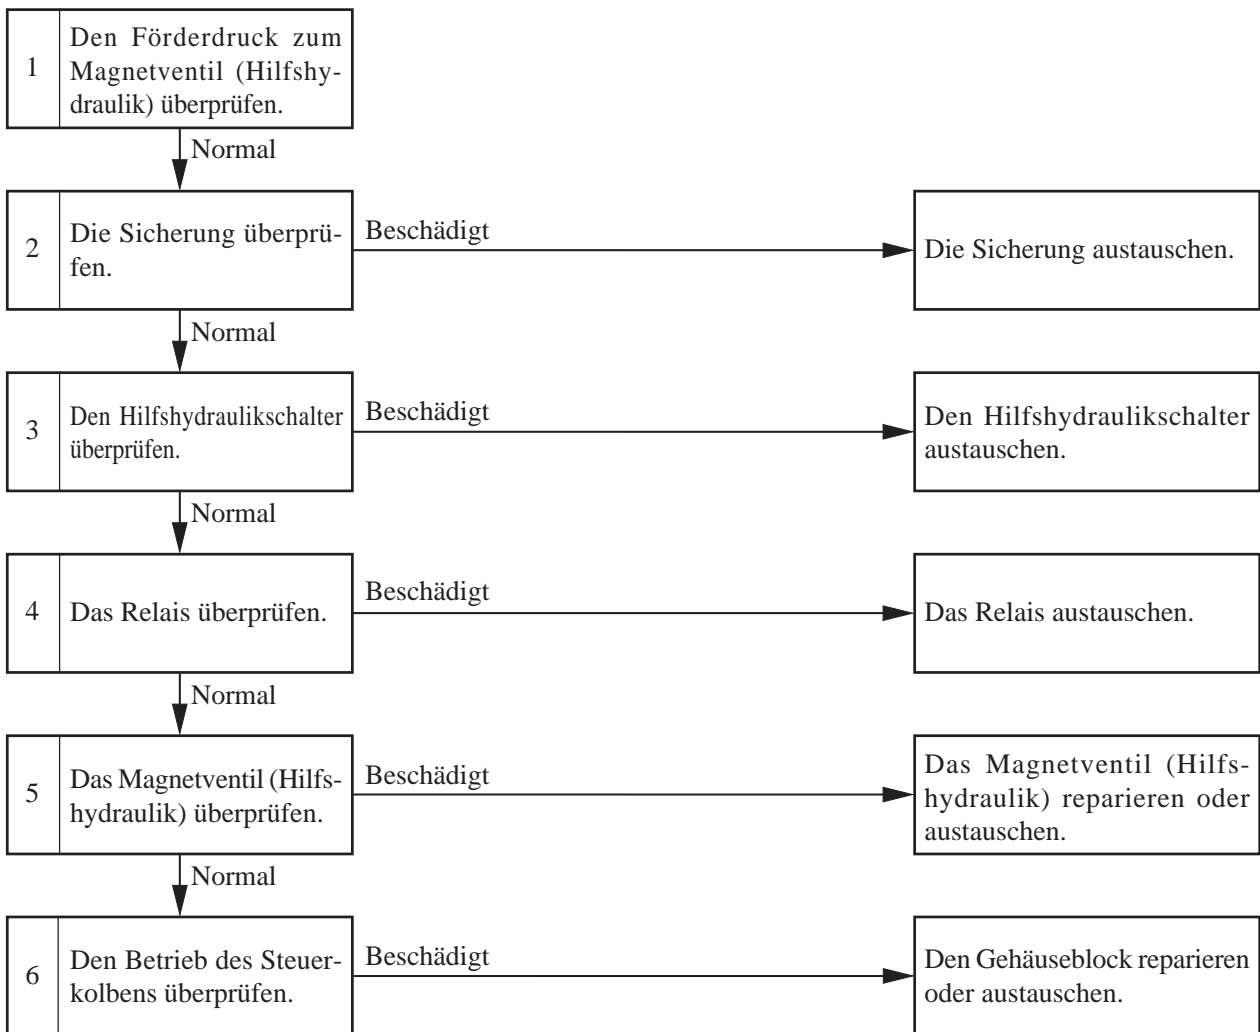 1
Den Förderdruck zum
Magnetventil (Hilfshy-
draulik) überprüfen.
Normal
2
Die Sicherung überprü-
fen.
Beschädigt
Die Sicherung austauschen.
Normal
3
Den Hilfshydraulikschalter
überprüfen.
Beschädigt
Den Hilfshydraulikschalter
austauschen.
Normal
4
Das Relais überprüfen.
Beschädigt
Das Relais austauschen.
Normal
5
Das Magnetventil (Hilfs-
hydraulik) überprüfen.
Beschädigt
Das Magnetventil (Hilfs-
hydraulik) reparieren oder
austauschen.
Normal
6
Den Betrieb des Steuer-
kolbens überprüfen.
Beschädigt
Den Gehäuseblock reparieren
oder austauschen.